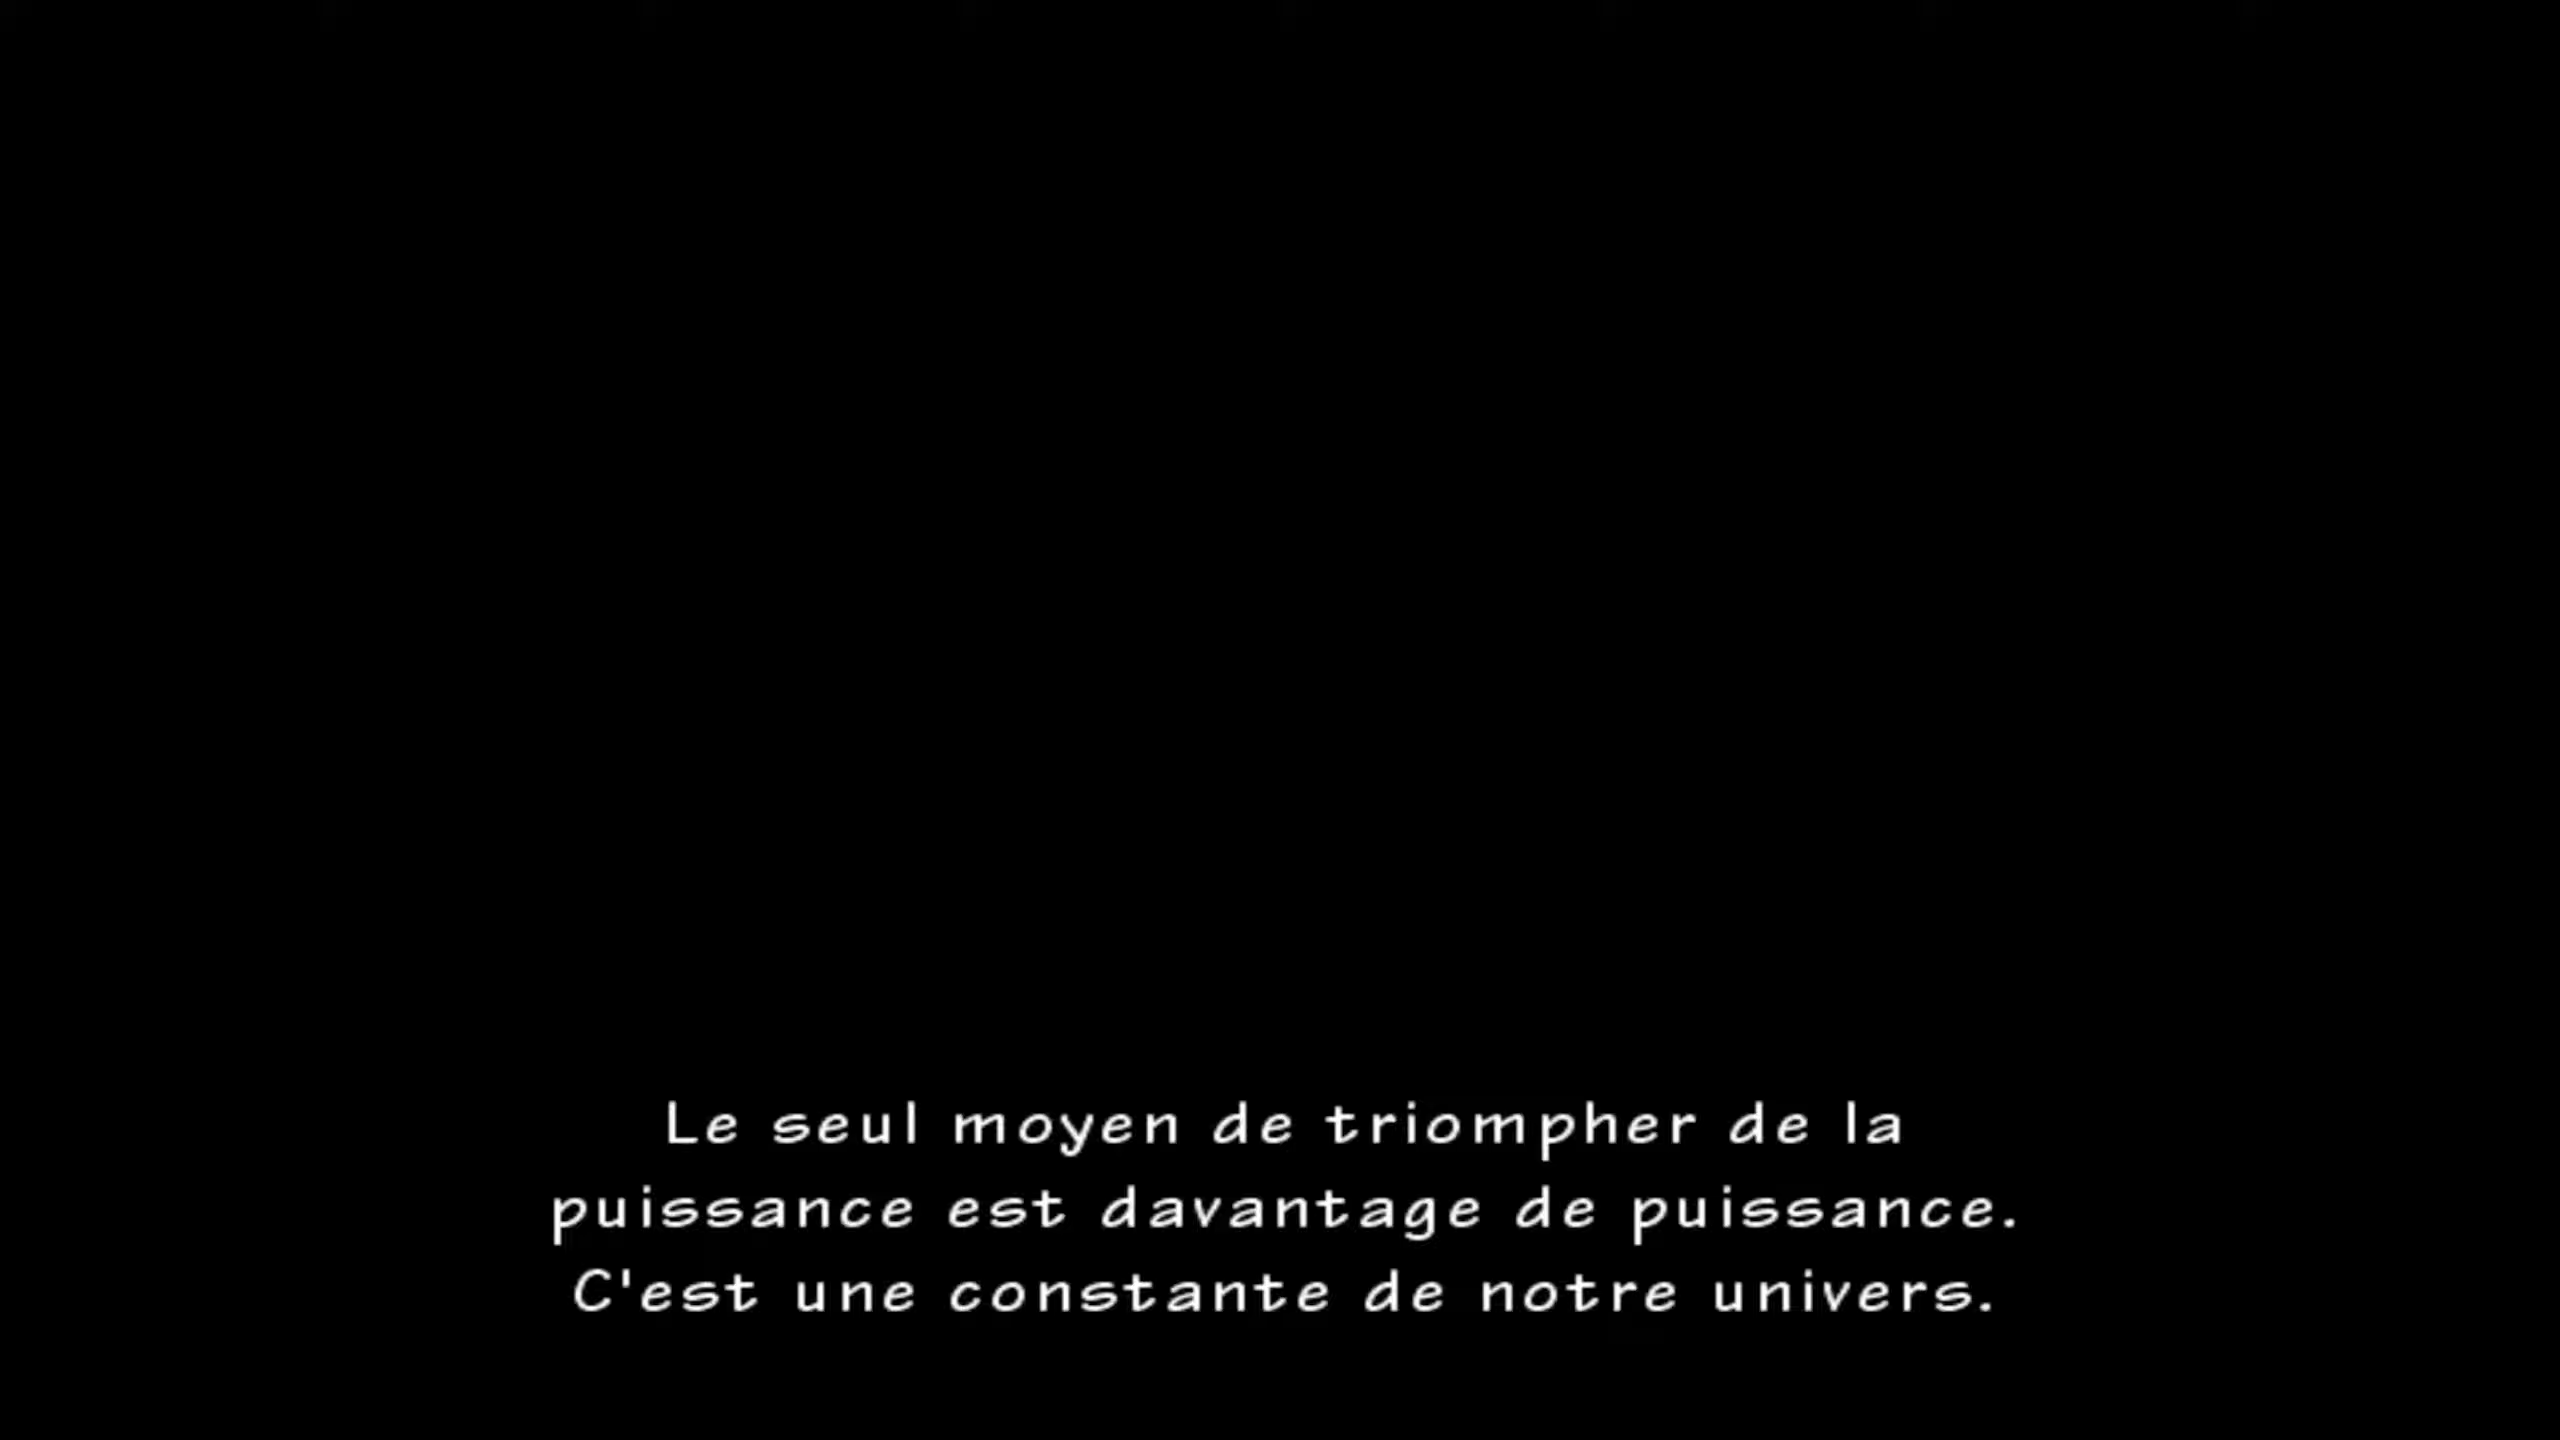 Le seul moyen de triompher de la
puissance est davantage de puissance.
C'est une constante de notre univers.